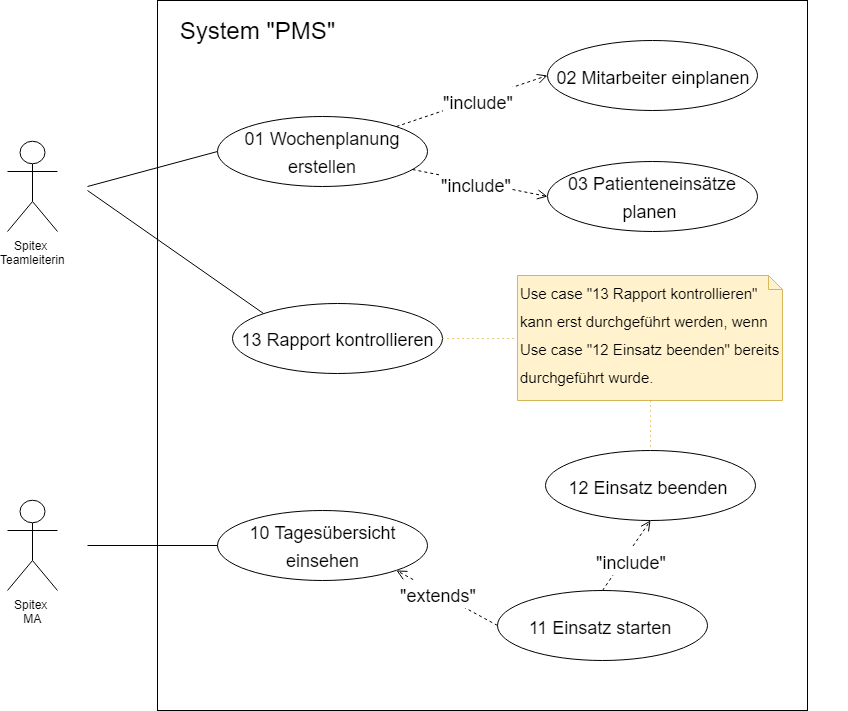 System "PMS"
02 Mitarbeiter einplanen
"include"
01 Wochenplanung
erstellen
"include"
03 Patienteneinsätze
planen
Spitex
Teamleiterin
13 Rapport kontrollieren
Use case "13 Rapport kontrollieren"
kann erst durchgeführt werden, wenn
Use case "12 Einsatz beenden" bereits
durchgeführt wurde.
12 Einsatz beenden
10 Tagesübersicht
einsehen
"include"
"extends"
Spitex
MA
11 Einsatz starten